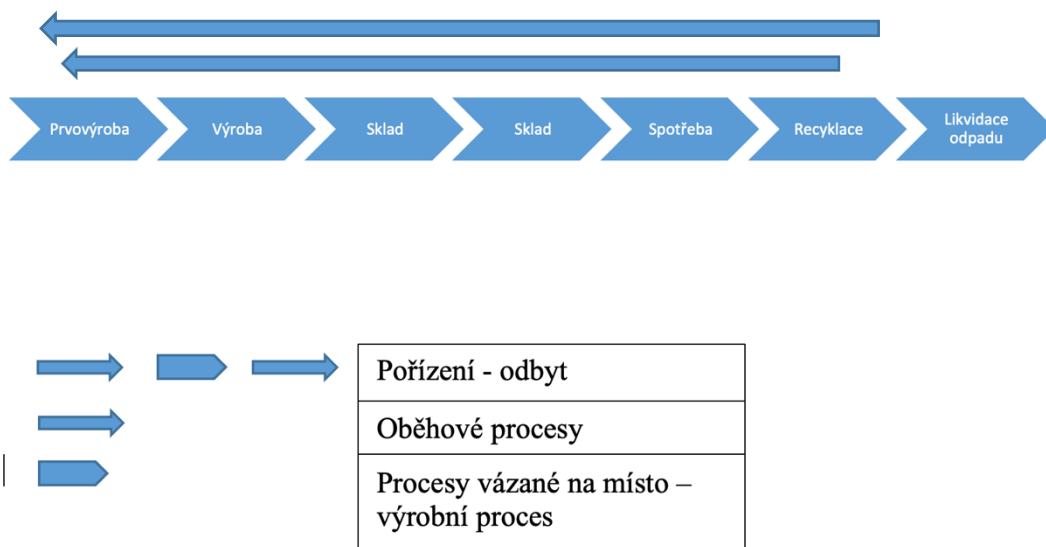 Prvovýroba
Výroba
Sklad
Sklad
Spotřeba
Recyklace
Likvidace
odpadu
Pořízení - odbyt
Oběhové procesy
Procesy vázané na místo –
výrobní proces